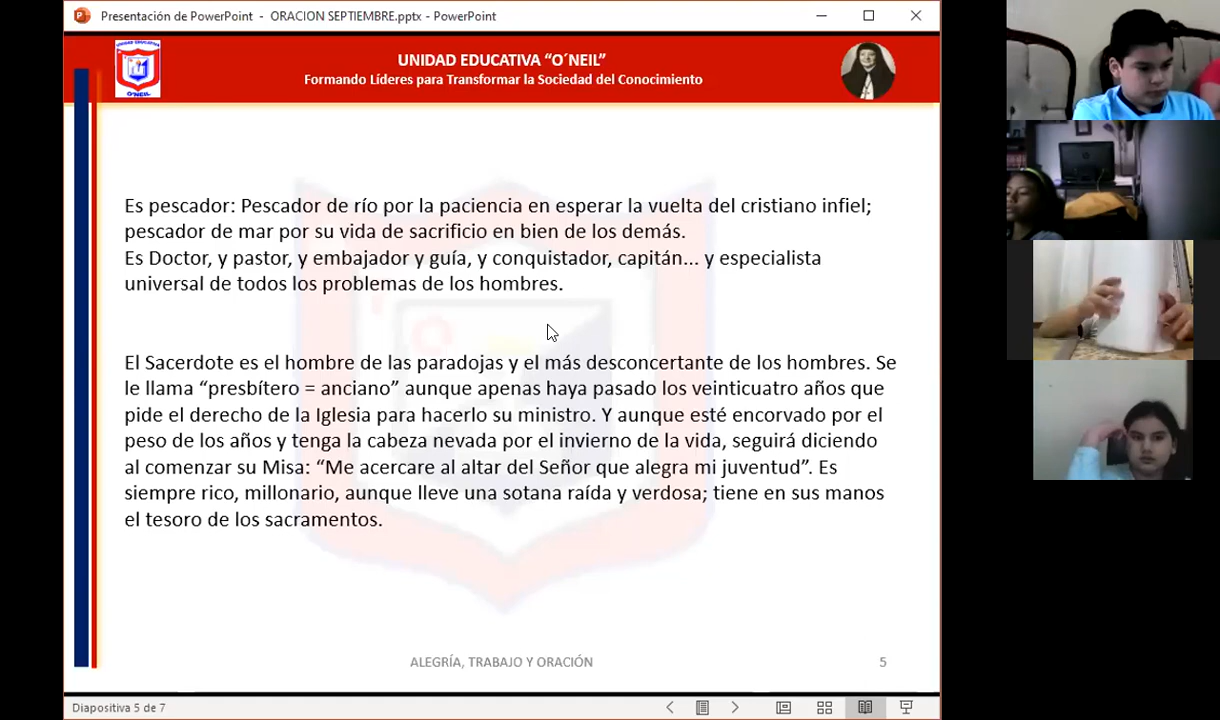 Presentación de PowerPoint - ORACION SEPTIEMBRE.pptx - PowerPoint
UNIDAD EDUCATIVA “O´NEIL”
Formando Líderes para Transformar la Sociedad del Conocimiento
UNIDAD EDUCATIVA
O´NEIL
Es pescador: Pescador de río por la paciencia en esperar la vuelta del cristiano infiel;
pescador de mar por su vida de sacrificio en bien de los demás.
Es Doctor, y pastor, y embajador y guía, y conquistador, capitán... y especialista
universal de todos los problemas de los hombres.
El Sacerdote es el hombre de las paradojas y el más desconcertante de los hombres. Se
le llama “presbítero = anciano” aunque apenas haya pasado los veinticuatro años que
pide el derecho de la Iglesia para hacerlo su ministro. Y aunque esté encorvado por el
peso de los años y tenga la cabeza nevada por el invierno de la vida, seguirá diciendo
al comenzar su Misa: “Me acercare al altar del Señor que alegra mi juventud”. Es
siempre rico, millonario, aunque lleve una sotana raída y verdosa; tiene en sus manos
el tesoro de los sacramentos.
ALEGRÍA, TRABAJO Y ORACIÓN
5
Diapositiva 5 de 7